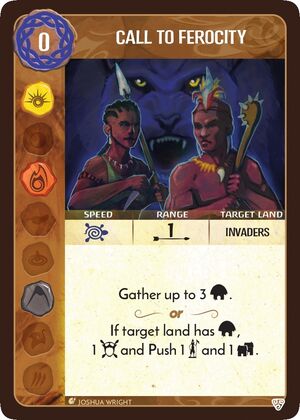 0
CALL TO FEROCITY
SPEED RANGE TARGET LAND
1
INVADERS
Gather up to 3 .
or
If target land has ,
1 and Push 1 and 1 .
JOSHUA WRIGHT